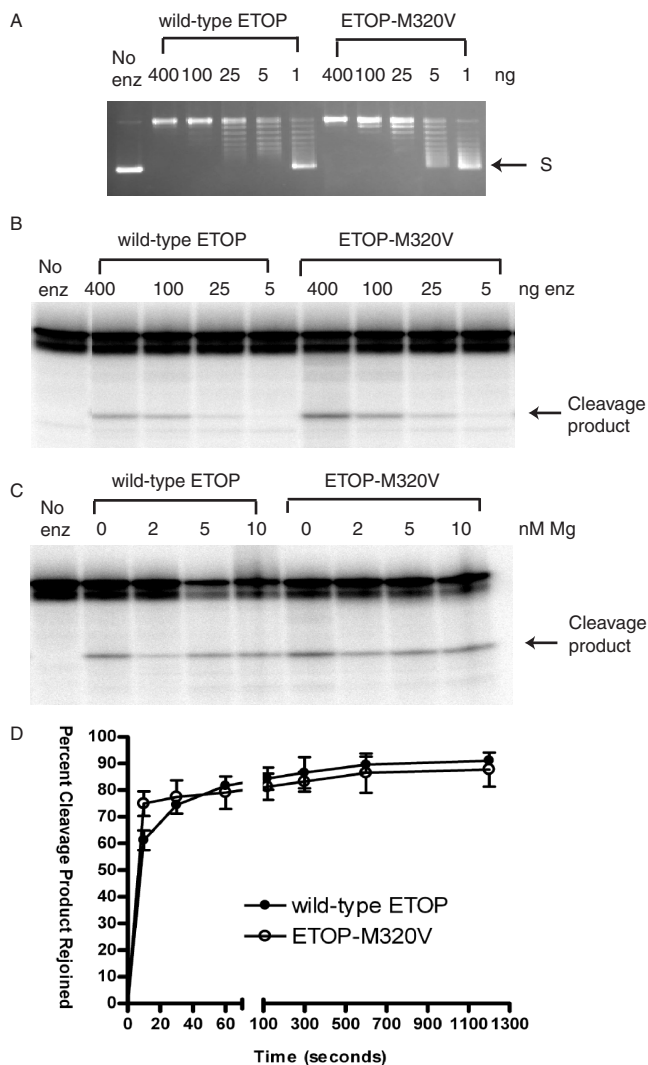 A
wild-type ETOP
ETOP-M320V
No
enz
400 100 25 5 1
400 100 25 5 1
ng
S
B
wild-type ETOP
ETOP-M320V
No
enz
400 100 25 5
400 100 25 5
ng enz
Cleavage
product
C
wild-type ETOP
ETOP-M320V
No
enz
0 2 5 10
0 2 5 10
nM Mg
Cleavage
product
D
Percent Cleavage Product Rejoined
100
90
80
70
60
50
40
30
20
10
0
wild-type ETOP
ETOP-M320V
0 20 40 60 100 300 500 700 900 1100 1300
Time (seconds)